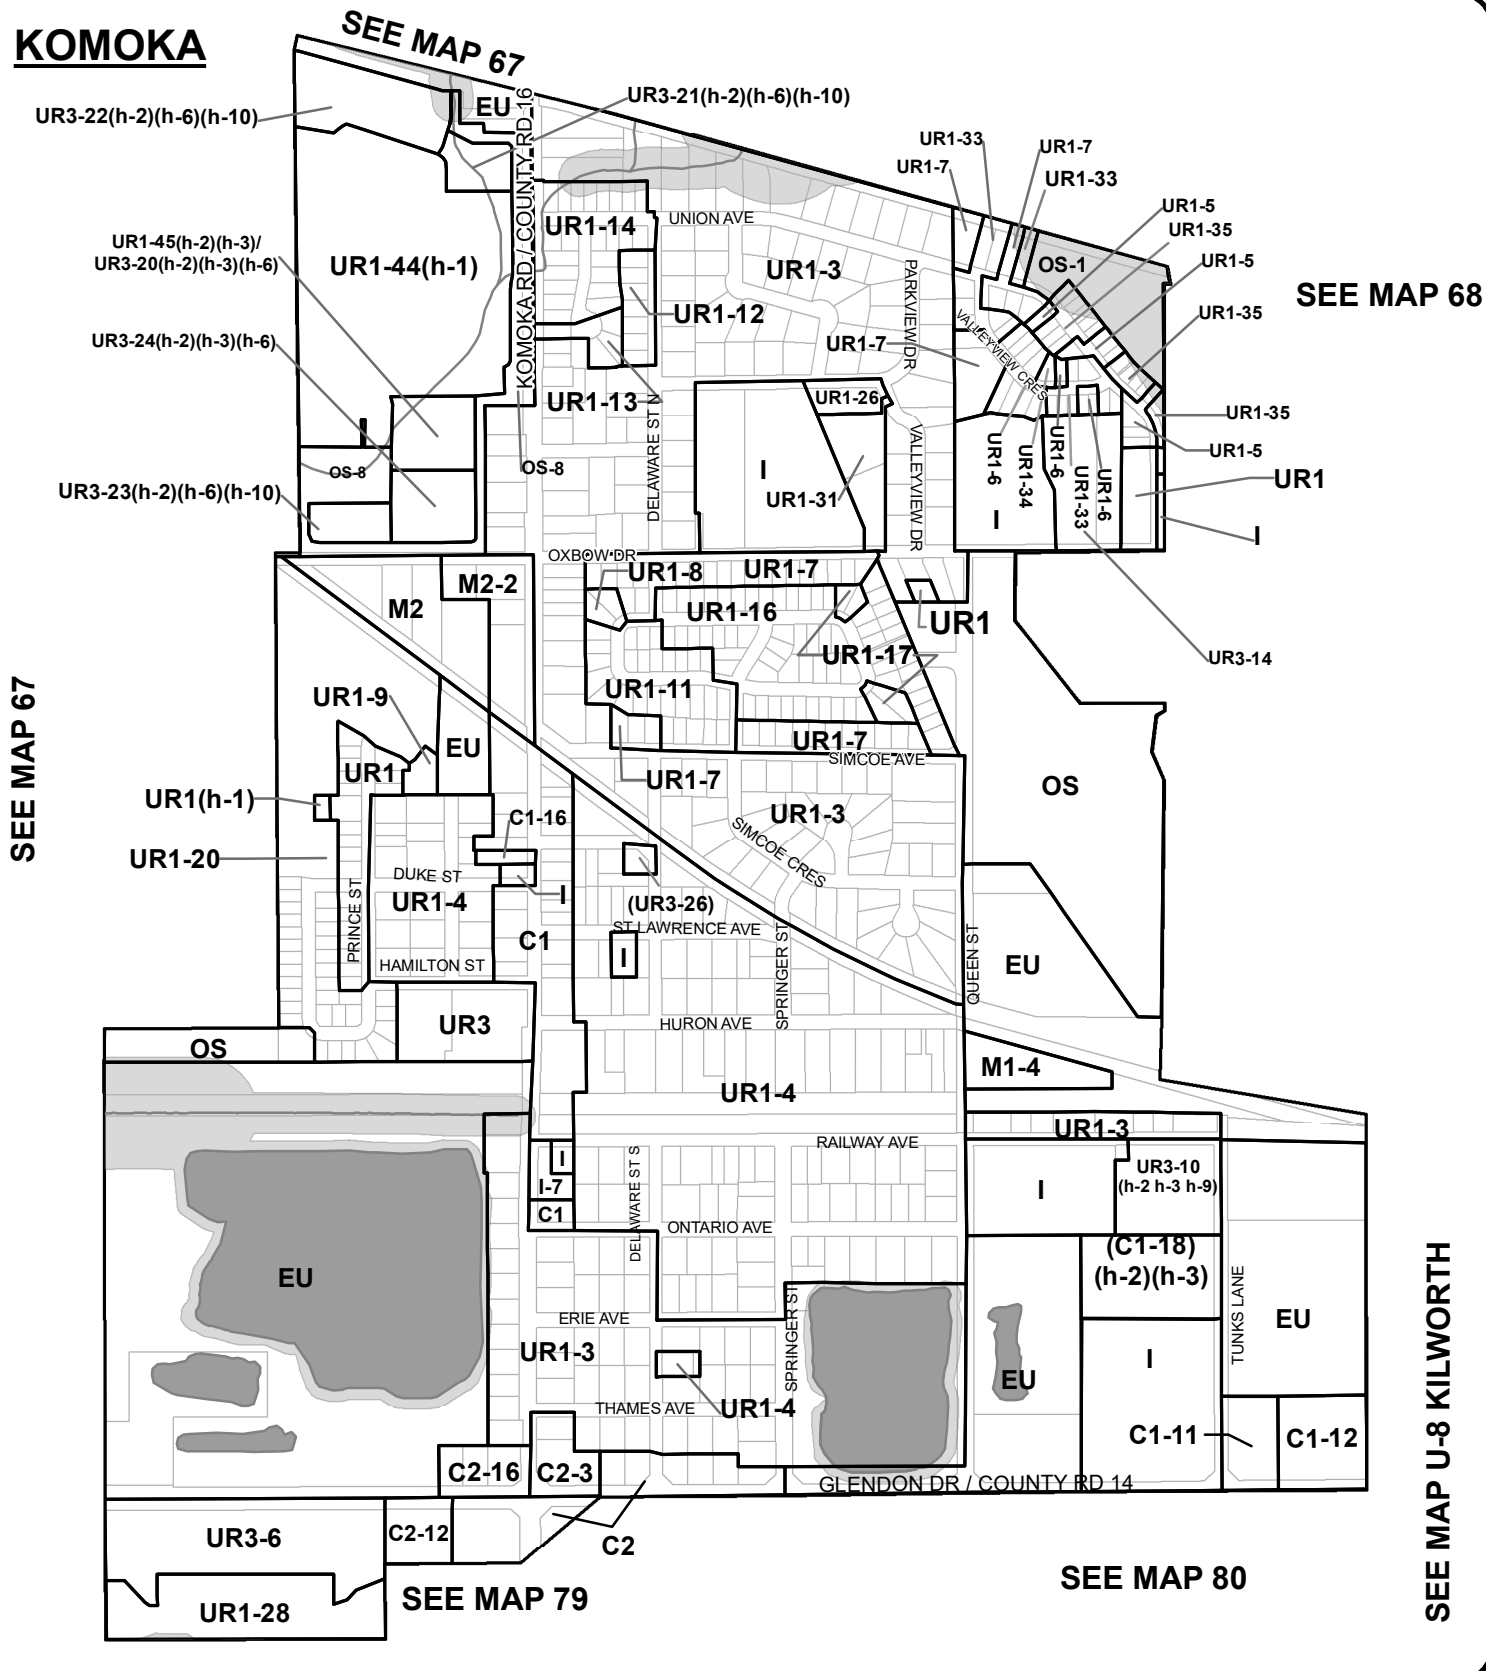 KOMOKA
SEE MAP 67
UR3-22(h-2)(h-6)(h-10)
EU
UR3-21(h-2)(h-6)(h-10)
KOMOKA RD / COUNTY RD 16
UR1-33
UR1-7
UR1-7
UR1-33
UR1-5
UR1-35
UR1-5
UR1-35
UR1-14
UNION AVE
UR1-3
PARKVIEW DR
OS-1
SEE MAP 68
UR1-45(h-2)(h-3)/
UR3-20(h-2)(h-3)(h-6)
UR1-44(h-1)
UR1-12
UR1-7
VALLEYVIEW CRES
UR3-24(h-2)(h-3)(h-6)
UR1-13
DELAWARE ST N
UR1-26
UR1-35
UR1-5
I
OS-8
OS-8
UR3-23(h-2)(h-6)(h-10)
I
UR1-31
VALLEYVIEW DR
UR1-6
UR1-34
UR1-6
UR1-33
UR1-6
I
UR1
I
OXBOW DR
M2-2
M2
UR1-8
UR1-7
UR1-16
UR1
UR1-17
UR3-14
SEE MAP 67
UR1-9
UR1-11
EU
UR1
UR1-7
SIMCOE AVE
UR1-7
OS
UR1(h-1)
UR1-20
C1-16
UR1-3
SIMCOE CRES
DUKE ST
UR1-4
I
(UR3-26)
PRINCE ST
C1
ST LAWRENCE AVE
I
SPRINGER ST
QUEEN ST
EU
HAMILTON ST
UR3
HURON AVE
OS
M1-4
UR1-4
UR1-3
RAILWAY AVE
I
I-7
C1
DELAWARE ST S
ONTARIO AVE
I
UR3-10
(h-2 h-3 h-9)
(C1-18)
(h-2)(h-3)
EU
ERIE AVE
SPRINGER ST
TUNKS LANE
EU
UR1-3
I
EU
UR1-4
THAMES AVE
C1-11
C1-12
SEE MAP U-8 KILWORTH
C2-16
C2-3
GLENDON DR / COUNTY RD 14
UR3-6
C2-12
C2
SEE MAP 80
SEE MAP 79
UR1-28